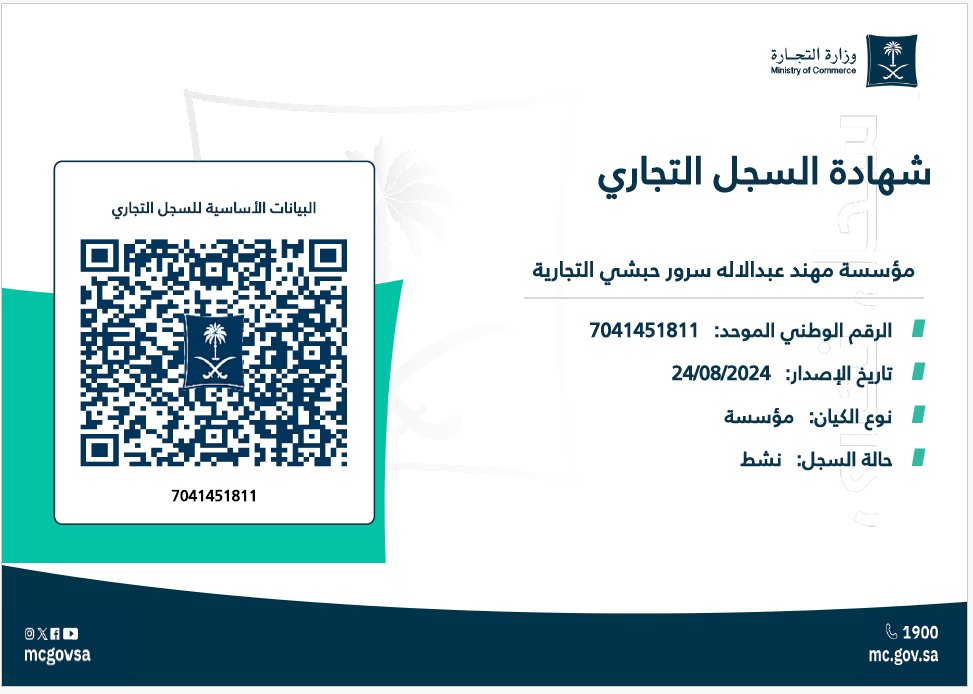 وزارة التجـــارة
Ministry of Commerce
شهادة السجل التجاري
مؤسسة مهند عبدالاله سرور حبشي التجارية
الرقم الوطني الموحد: 7041451811
تاريخ الإصدار: 24/08/2024
نوع الكيان: مؤسسة
حالة السجل: نشط
البيانات الأساسية للسجل التجاري
7041451811
1900
mc.gov.sa
mcgovsa